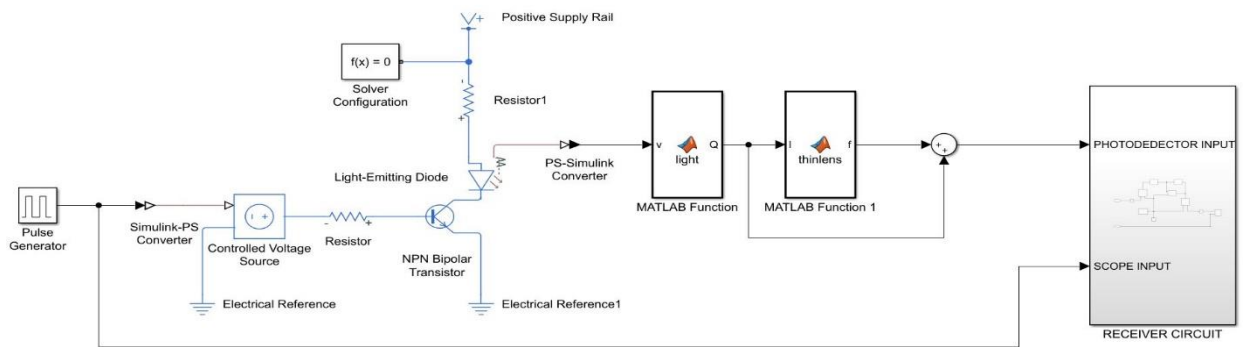 Positive Supply Rail
f(x) = 0
Solver
Configuration
Resistor1
Light-Emitting Diode
PS-Simulink
Converter
v
light
Q
MATLAB Function
I
thinlens
f
MATLAB Function 1
PHOTODEDECTOR INPUT
SCOPE INPUT
RECEIVER CIRCUIT
Pulse
Generator
Simulink-PS
Converter
Controlled Voltage
Source
Resistor
NPN Bipolar
Transistor
Electrical Reference
Electrical Reference1